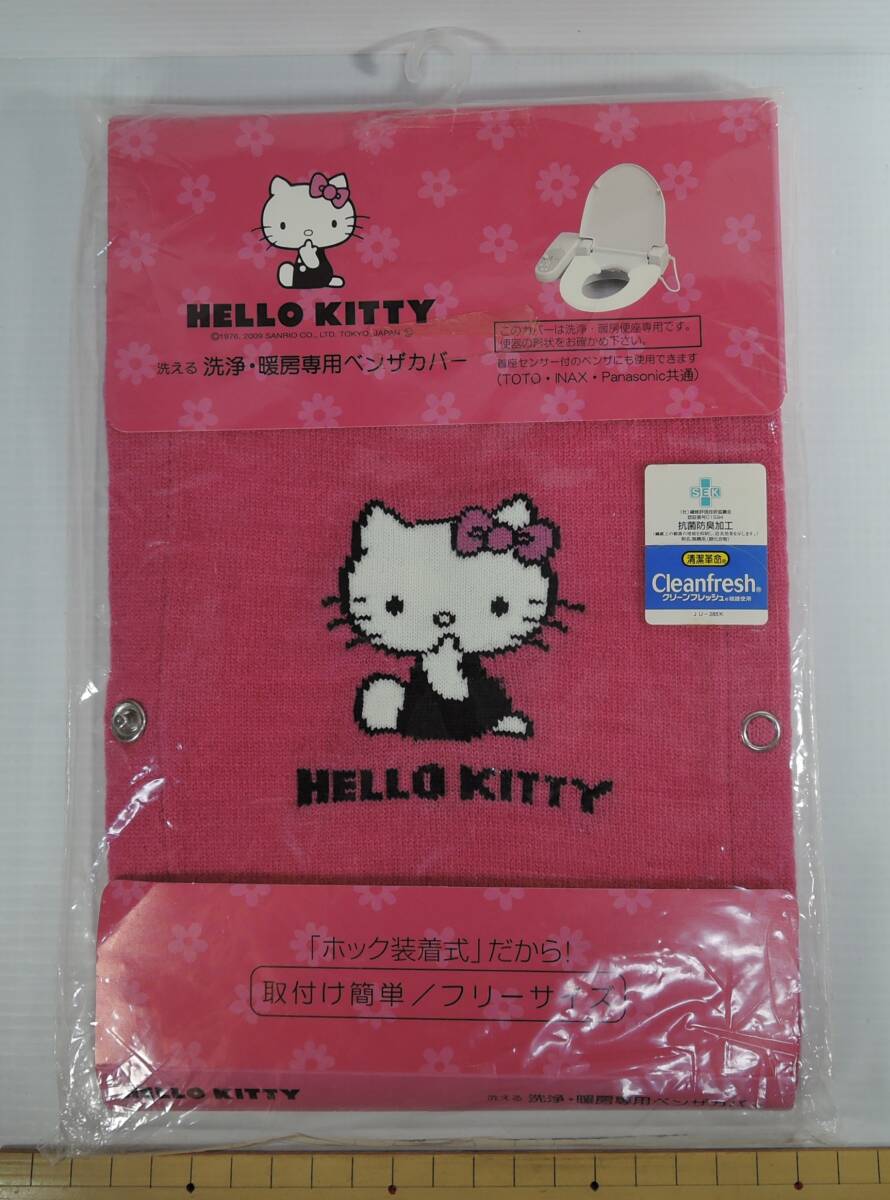 HELLO KITTY
©1976, 2009 SANRIO CO., LTD. TOKYO, JAPAN
洗える 洗浄・暖房専用ベンザカバー
このカバーは洗浄・暖房便座専用です。
便器の形状をお確かめ下さい。
着座センサー付のベンザにも使用できます
(TOTO・INAX・Panasonic共通)
SEK
抗菌防臭加工
清潔革命
Cleanfresh®
クリーンフレッシュ
HELLO KITTY
「ホック装着式」だから!
取付け簡単/フリーサイズ
HELLO KITTY
洗える 洗浄・暖房専用ベンザカバー